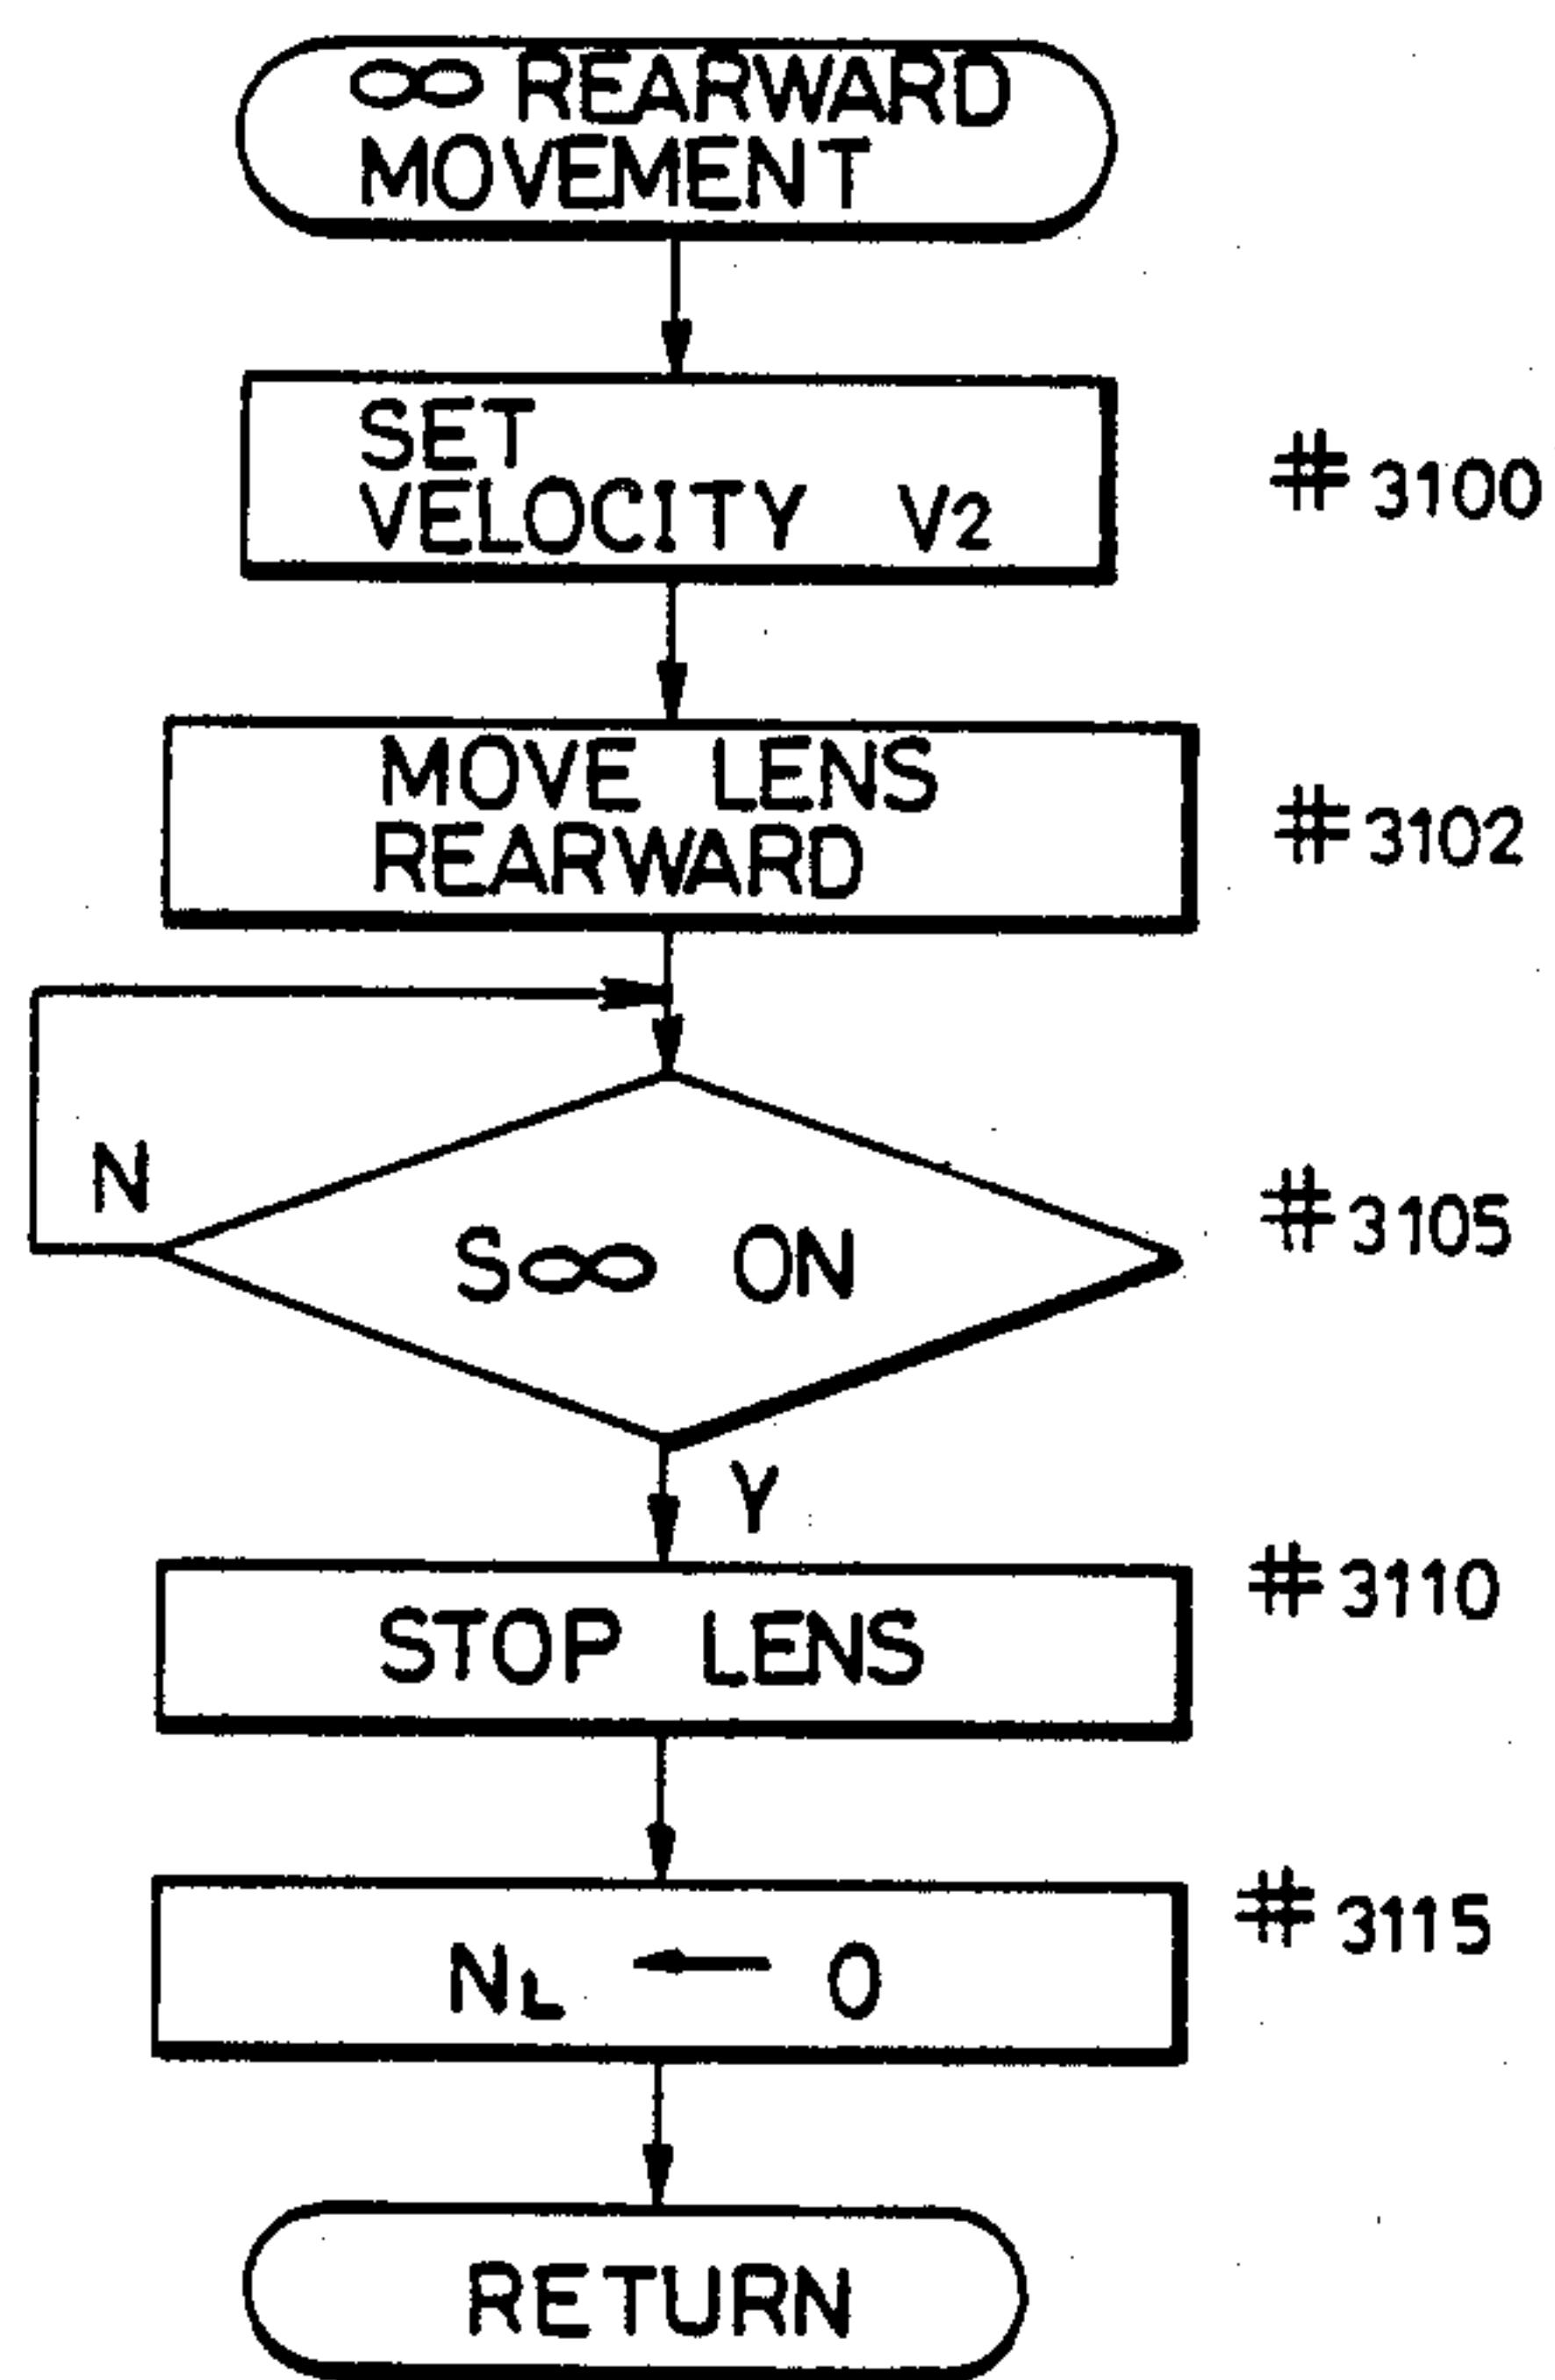 ∞ REARWARD
MOVEMENT
SET
VELOCITY V2
#3100
MOVE LENS
REARWARD
#3102
N
S∞ ON
#3105
Y
STOP LENS
#3110
NL ← 0
#3115
RETURN